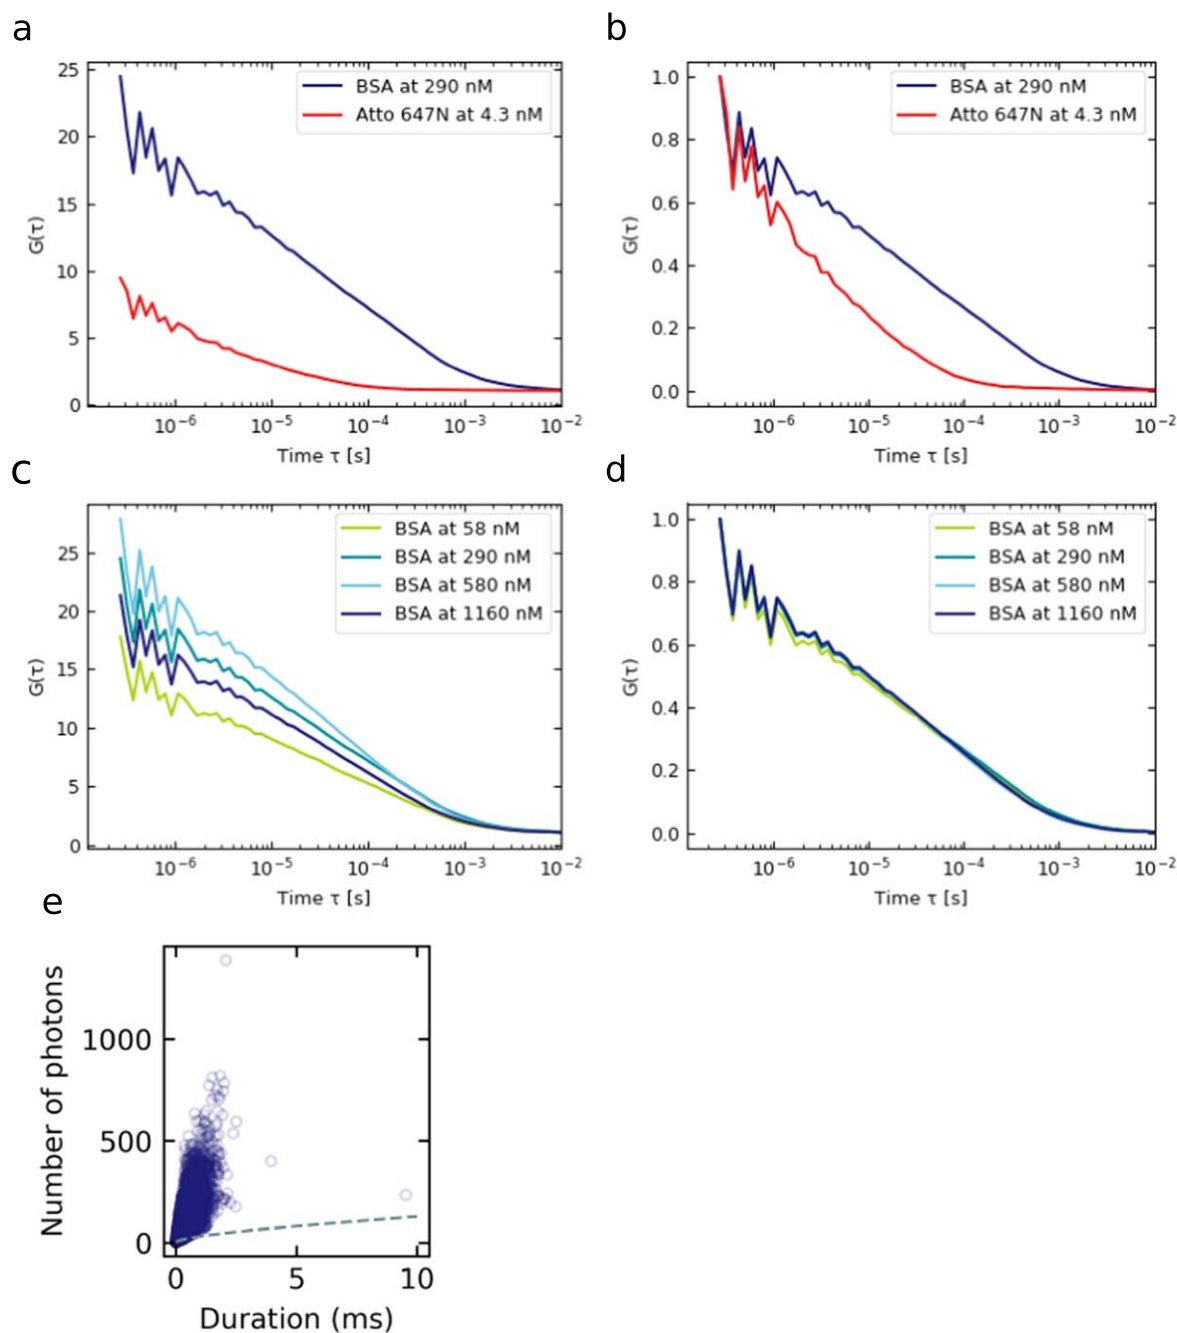 a
25
20
15
10
5
0
G(τ)
BSA at 290 nM
Atto 647N at 4.3 nM
10⁻⁶ 10⁻⁵ 10⁻⁴ 10⁻³ 10⁻²
Time τ [s]
b
1.0
0.8
0.6
0.4
0.2
0.0
G(τ)
BSA at 290 nM
Atto 647N at 4.3 nM
10⁻⁶ 10⁻⁵ 10⁻⁴ 10⁻³ 10⁻²
Time τ [s]
c
25
20
15
10
5
0
G(τ)
BSA at 58 nM
BSA at 290 nM
BSA at 580 nM
BSA at 1160 nM
10⁻⁶ 10⁻⁵ 10⁻⁴ 10⁻³ 10⁻²
Time τ [s]
d
1.0
0.8
0.6
0.4
0.2
0.0
G(τ)
BSA at 58 nM
BSA at 290 nM
BSA at 580 nM
BSA at 1160 nM
10⁻⁶ 10⁻⁵ 10⁻⁴ 10⁻³ 10⁻²
Time τ [s]
e
Number of photons
1000
500
0
0 5 10
Duration (ms)